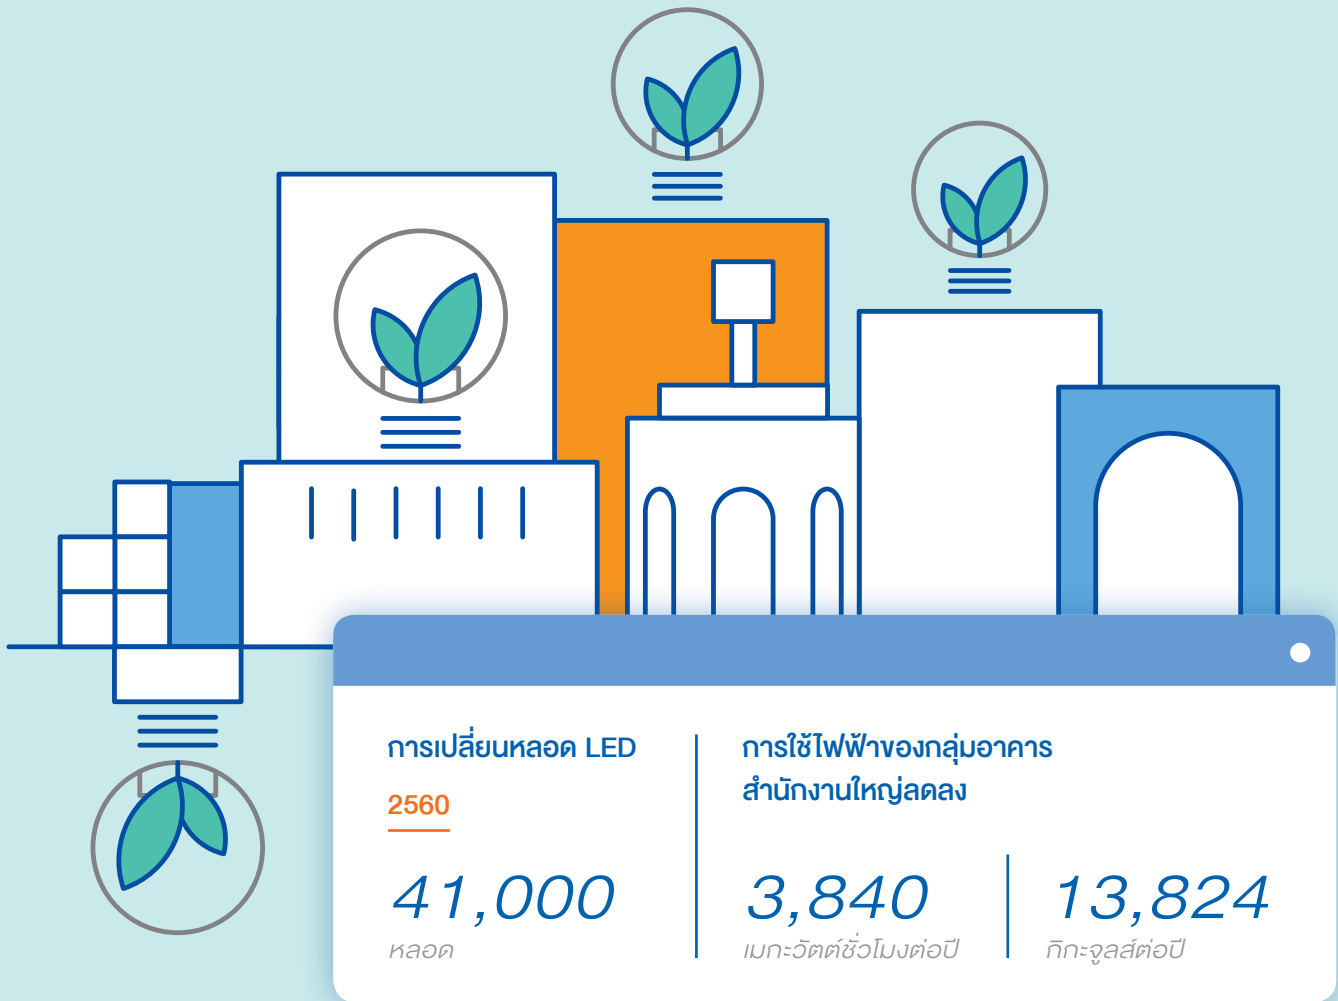 การเปลี่ยนหลอด LED
2560
41,000
หลอด
การใช้ไฟฟ้าของกลุ่มอาคาร
สำนักงานใหญ่ลดลง
3,840
เมกะวัตต์ชั่วโมงต่อปี
13,824
กิกะจูลส์ต่อปี